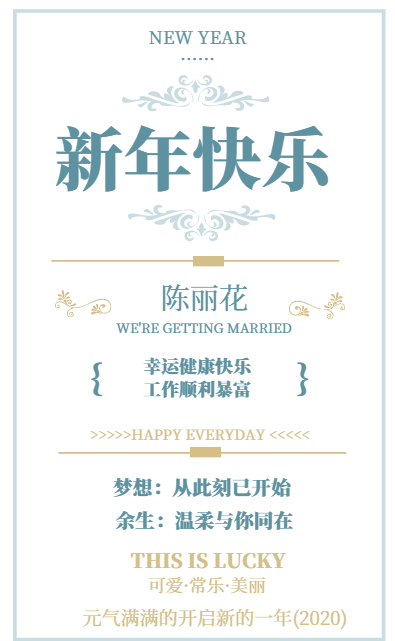 NEW YEAR
······
新年快乐
陈丽花
WE'RE GETTING MARRIED
{ 幸运健康快乐 }
工作顺利暴富
>>>>>HAPPY EVERYDAY <<<<<
梦想：从此刻已开始
余生：温柔与你同在
THIS IS LUCKY
可爱·常乐·美丽
元气满满的开启新的一年(2020)